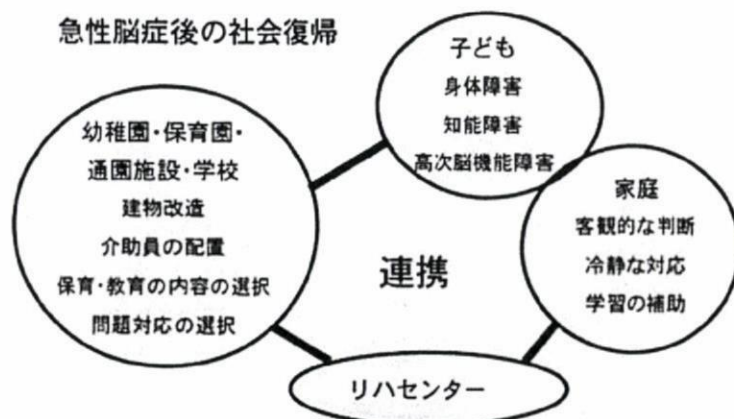 急性脳症後の社会復帰
子ども
身体障害
知能障害
高次脳機能障害
幼稚園・保育園・
通園施設・学校
建物改造
介助員の配置
保育・教育の内容の選択
問題対応の選択
家庭
客観的な判断
冷静な対応
学習の補助
連携
リハセンター